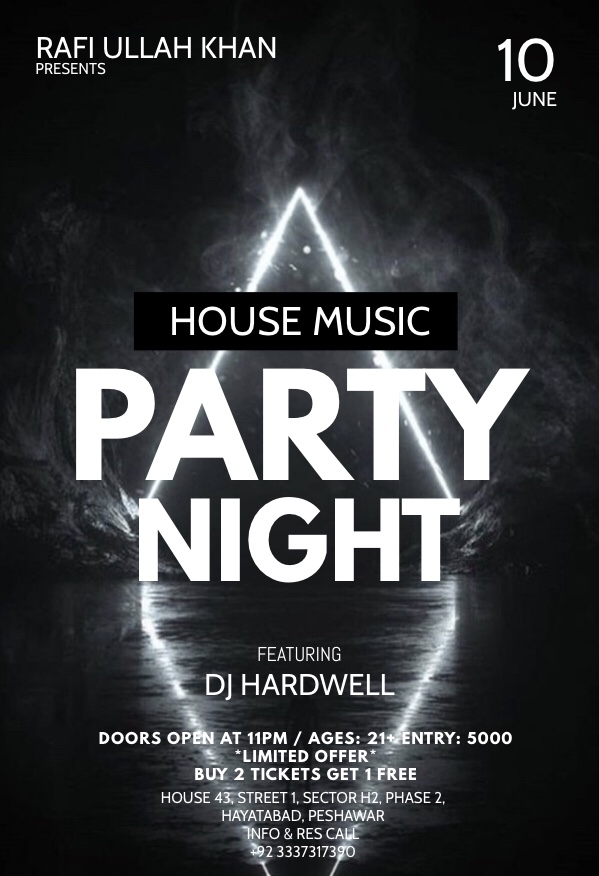 RAFI ULLAH KHAN
PRESENTS
10
JUNE
HOUSE MUSIC
PARTY
NIGHT
FEATURING
DJ HARDWELL
DOORS OPEN AT 11PM / AGES: 21+ ENTRY: 5000
*LIMITED OFFER*
BUY 2 TICKETS GET 1 FREE
HOUSE 43, STREET 1, SECTOR H2, PHASE 2,
HAYATABAD, PESHAWAR
INFO & RES CALL
+92 3337317390